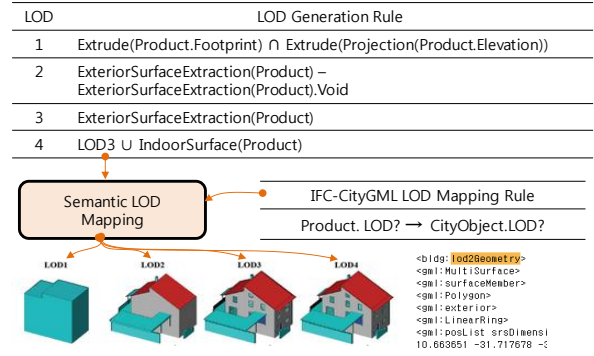 LOD LOD Generation Rule
1 Extrude(Product.Footprint) ∩ Extrude(Projection(Product.Elevation))
2 ExteriorSurfaceExtraction(Product) –
ExteriorSurfaceExtraction(Product).Void
3 ExteriorSurfaceExtraction(Product)
4 LOD3 ∪ IndoorSurface(Product)
Semantic LOD
Mapping
IFC-CityGML LOD Mapping Rule
Product. LOD? → CityObject.LOD?
LOD1 LOD2 LOD3 LOD4
<bldg:lod2Geometry>
<gml:MultiSurface>
<gml:surfaceMember>
<gml:Polygon>
<gml:exterior>
<gml:LinearRing>
<gml:posList srsDimensi
10.663651 -31.717678 -